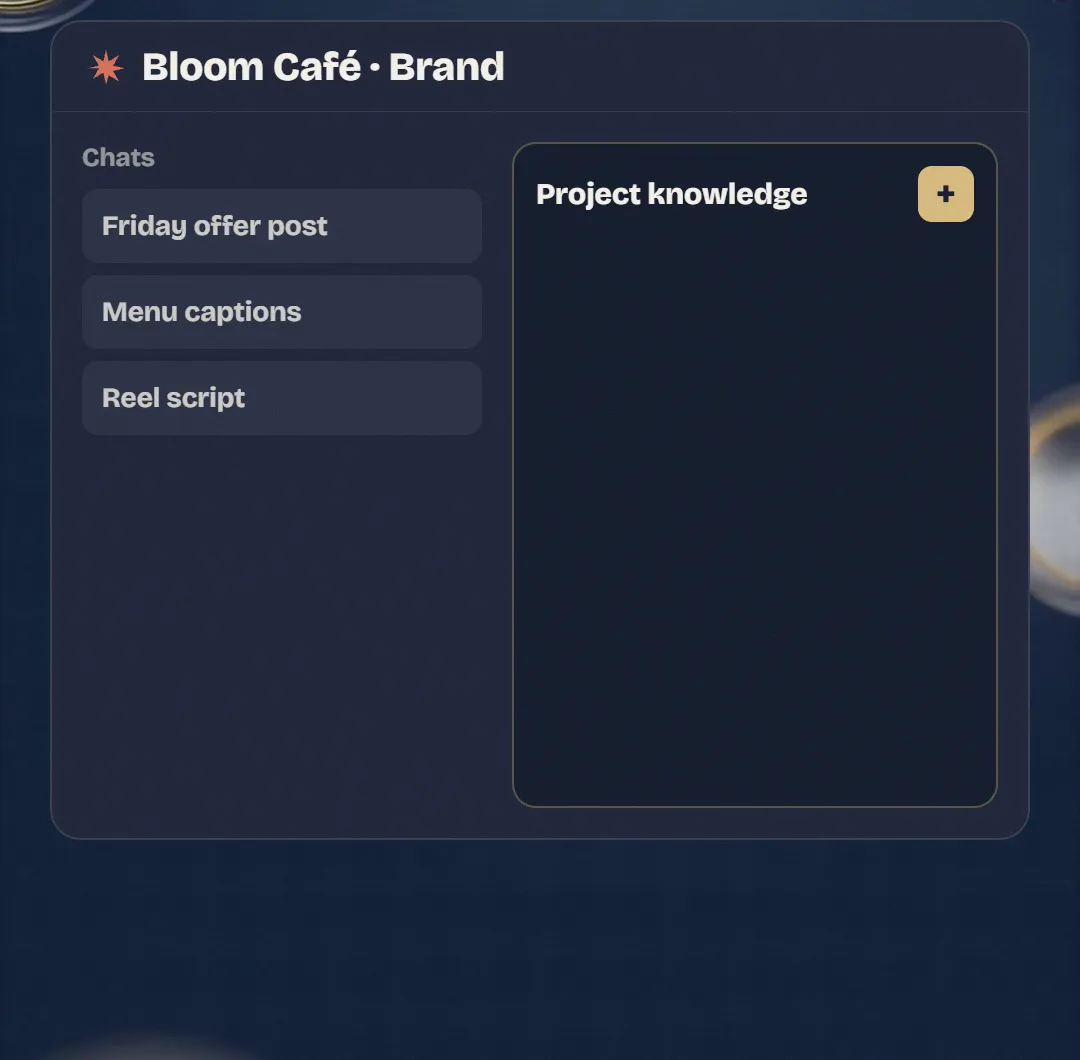 Bloom Café · Brand
Chats
Friday offer post
Menu captions
Reel script
Project knowledge
+